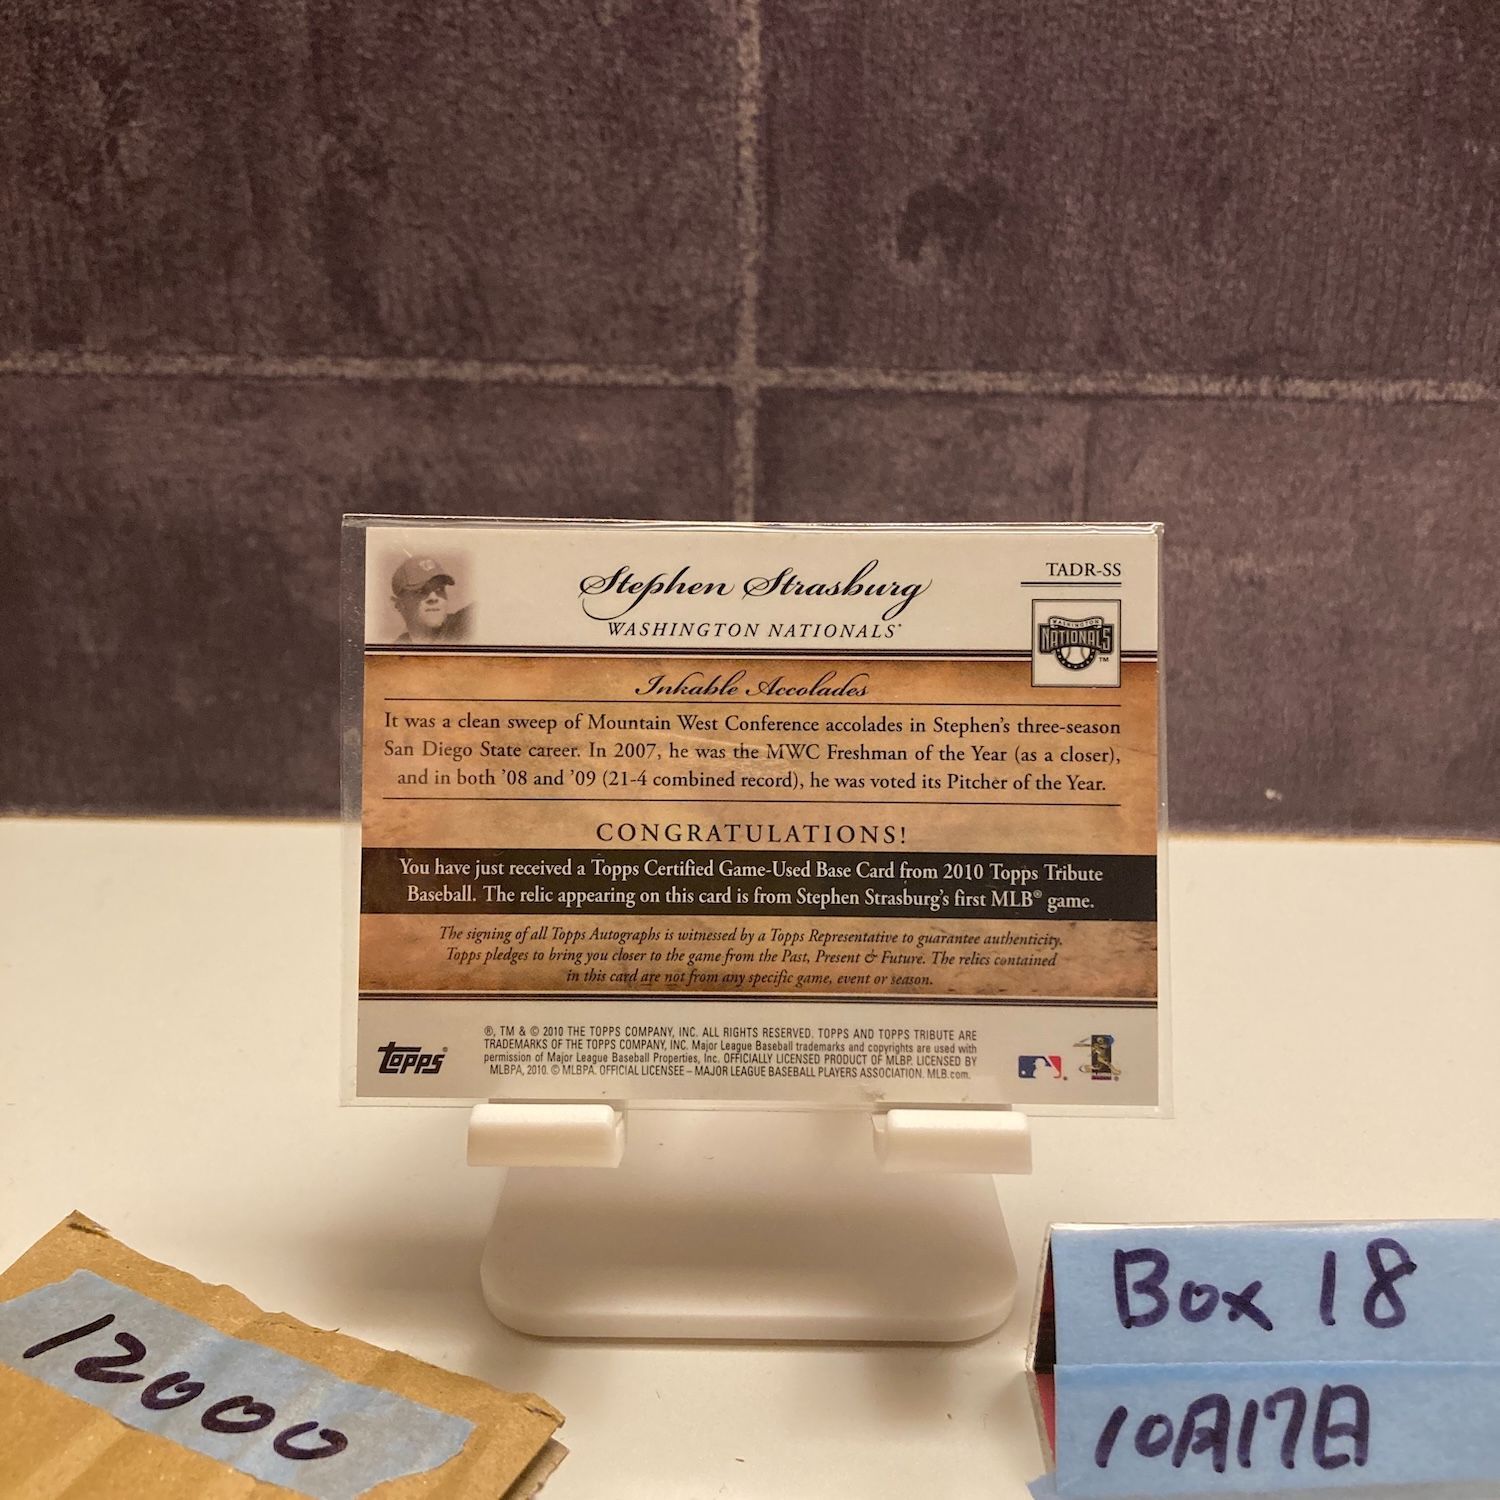 Stephen Strasburg
WASHINGTON NATIONALS®
TADR-SS
WASHINGTON
NATIONALS
TM
Inkable Accolades
It was a clean sweep of Mountain West Conference accolades in Stephen's three-season
San Diego State career. In 2007, he was the MWC Freshman of the Year (as a closer),
and in both '08 and '09 (21-4 combined record), he was voted its Pitcher of the Year.
CONGRATULATIONS!
You have just received a Topps Certified Game-Used Base Card from 2010 Topps Tribute
Baseball. The relic appearing on this card is from Stephen Strasburg's first MLB® game.
The signing of all Topps Autographs is witnessed by a Topps Representative to guarantee authenticity.
Topps pledges to bring you closer to the game from the Past, Present & Future. The relics contained
in this card are not from any specific game, event or season.
topps®
®, TM & © 2010 THE TOPPS COMPANY, INC. ALL RIGHTS RESERVED. TOPPS AND TOPPS TRIBUTE ARE
TRADEMARKS OF THE TOPPS COMPANY, INC. Major League Baseball trademarks and copyrights are used with
permission of Major League Baseball Properties, Inc. OFFICIALLY LICENSED PRODUCT OF MLBP. LICENSED BY
MLBPA, 2010. © MLBPA. OFFICIAL LICENSEE – MAJOR LEAGUE BASEBALL PLAYERS ASSOCIATION. MLB.com.
12000
Box 18
10月17日